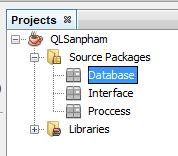 Projects
QLSanpham
Source Packages
Database
Interface
Proccess
Libraries